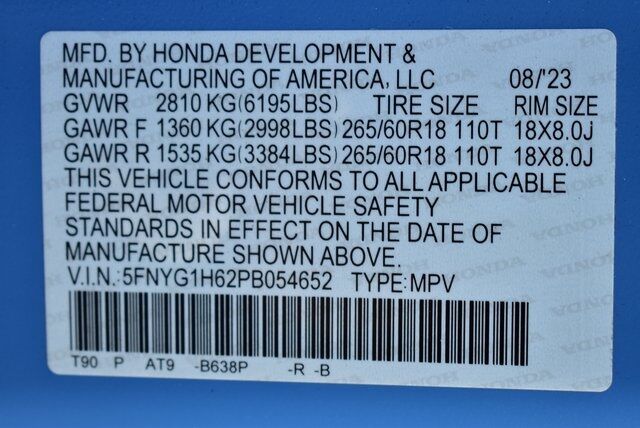 MFD. BY HONDA DEVELOPMENT &
MANUFACTURING OF AMERICA, LLC 08/'23
GVWR 2810 KG(6195LBS) TIRE SIZE RIM SIZE
GAWR F 1360 KG(2998LBS) 265/60R18 110T 18X8.0J
GAWR R 1535 KG(3384LBS) 265/60R18 110T 18X8.0J
THIS VEHICLE CONFORMS TO ALL APPLICABLE
FEDERAL MOTOR VEHICLE SAFETY
STANDARDS IN EFFECT ON THE DATE OF
MANUFACTURE SHOWN ABOVE.
V.I.N.:5FNYG1H62PB054652 TYPE:MPV
T90 P AT9 -B638P -R -B